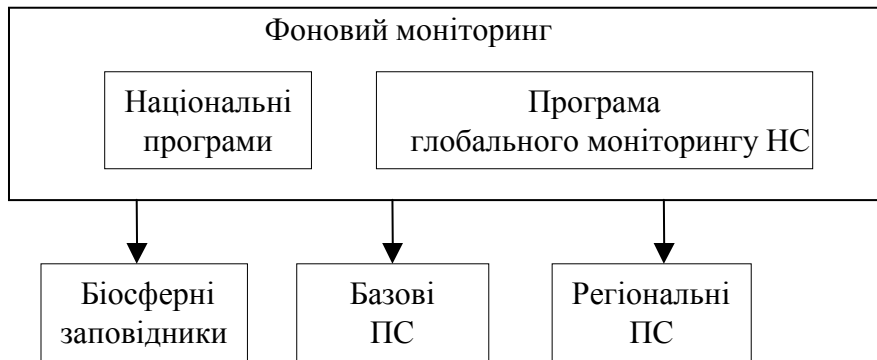 Фоновий моніторинг
Національні
програми
Програма
глобального моніторингу НС
Біосферні
заповідники
Базові
ПС
Регіональні
ПС